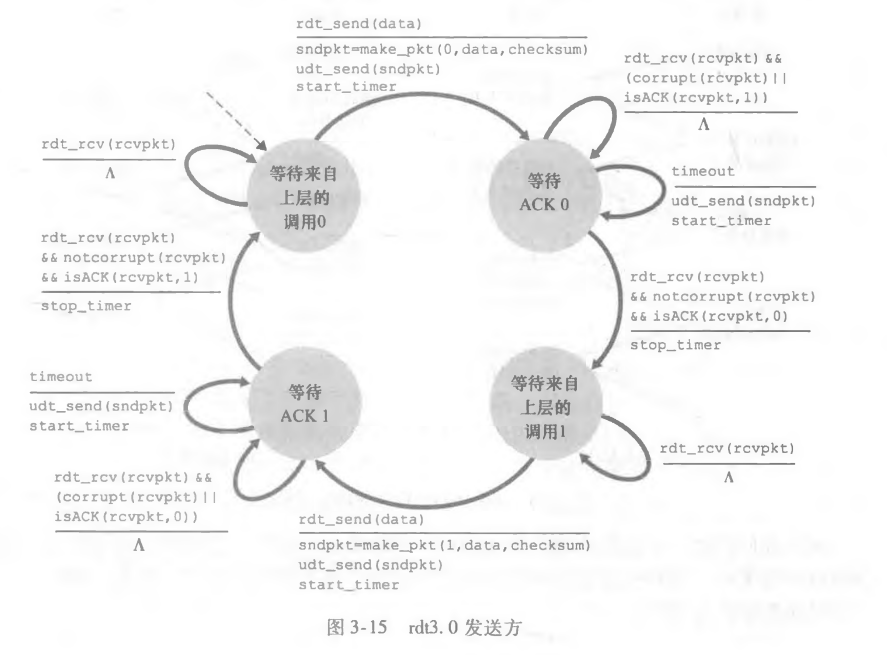 rdt_send(data)
sndpkt=make_pkt(0,data,checksum)
udt_send(sndpkt)
start_timer
rdt_rcv(rcvpkt) &&
(corrupt(rcvpkt)||
isACK(rcvpkt,1))
Λ
rdt_rcv(rcvpkt)
Λ
等待来自
上层的
调用0
等待
ACK 0
timeout
udt_send(sndpkt)
start_timer
rdt_rcv(rcvpkt)
&& notcorrupt(rcvpkt)
&& isACK(rcvpkt,1)
stop_timer
rdt_rcv(rcvpkt)
&& notcorrupt(rcvpkt)
&& isACK(rcvpkt,0)
stop_timer
timeout
udt_send(sndpkt)
start_timer
等待
ACK 1
等待来自
上层的
调用1
rdt_rcv(rcvpkt)
Λ
rdt_rcv(rcvpkt) &&
(corrupt(rcvpkt)||
isACK(rcvpkt,0))
Λ
rdt_send(data)
sndpkt=make_pkt(1,data,checksum)
udt_send(sndpkt)
start_timer
图 3-15 rdt3.0 发送方